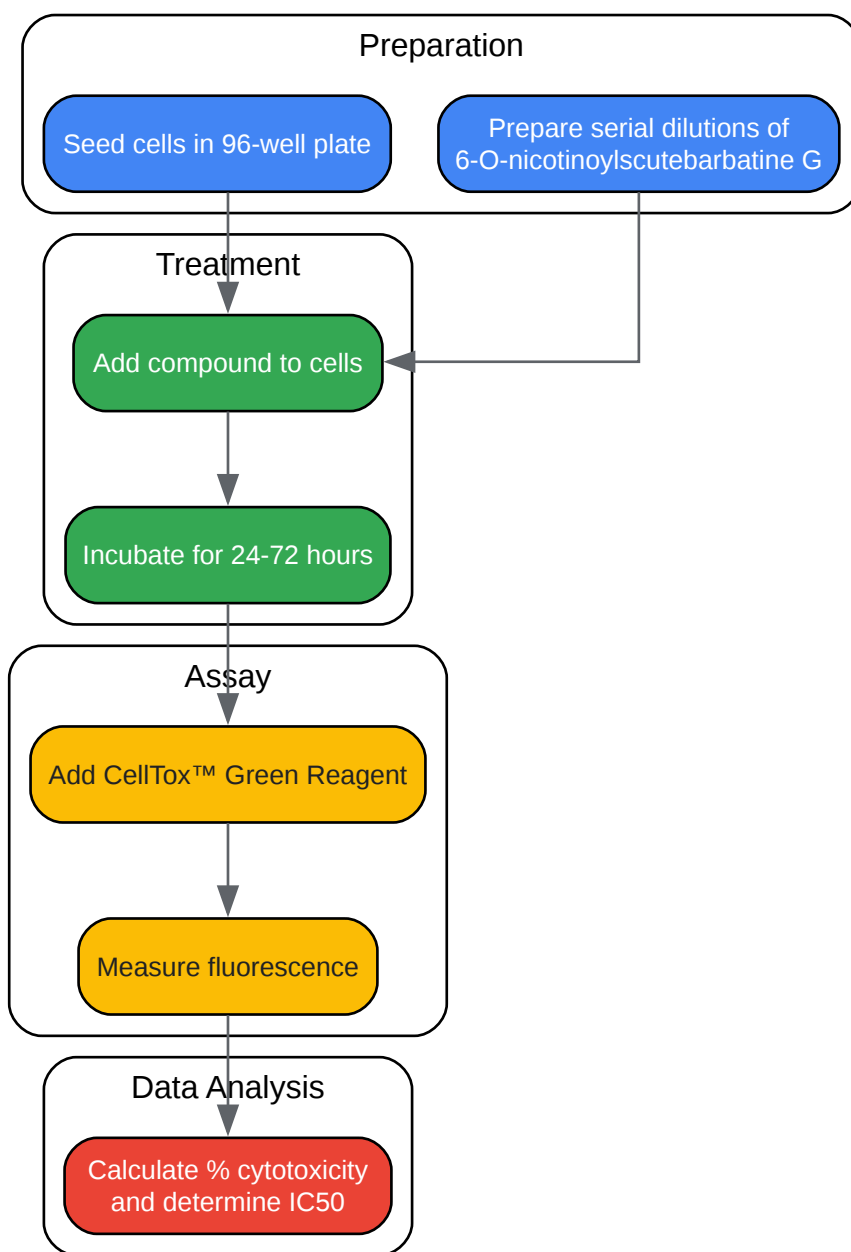 Preparation
Seed cells in 96-well plate
Prepare serial dilutions of
6-O-nicotinoylscutebarbatine G
Treatment
Add compound to cells
Incubate for 24-72 hours
Assay
Add CellTox™ Green Reagent
Measure fluorescence
Data Analysis
Calculate % cytotoxicity
and determine IC50